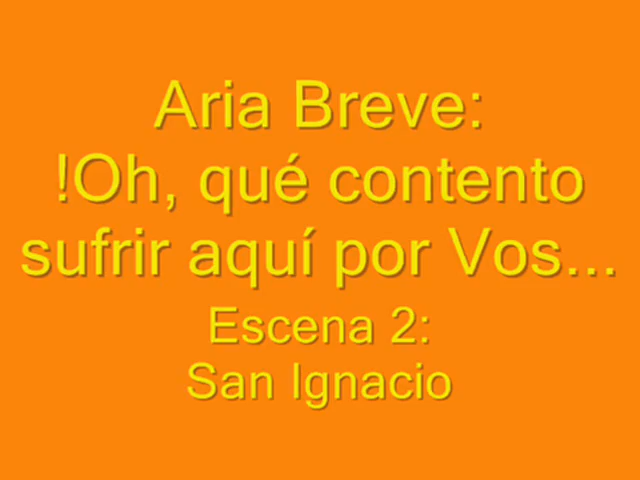 Aria Breve:
!Oh, qué contento
sufrir aquí por Vos...
Escena 2:
San Ignacio